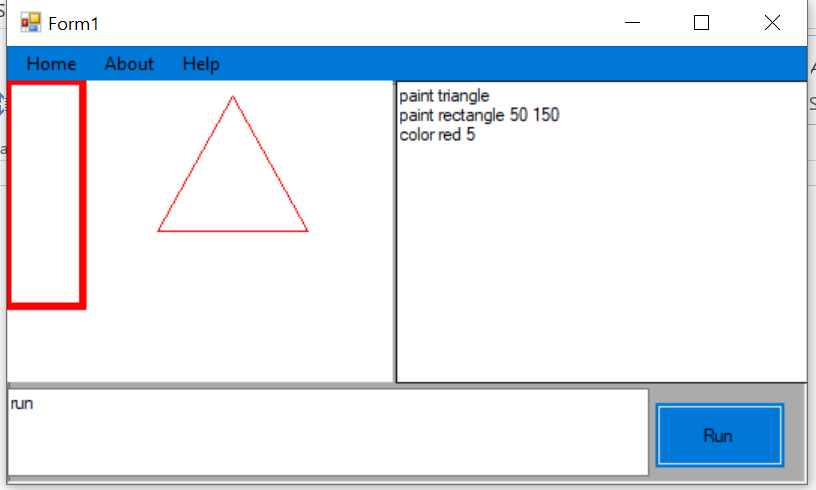 Form1
Home About Help
paint triangle
paint rectangle 50 150
color red 5
run
Run